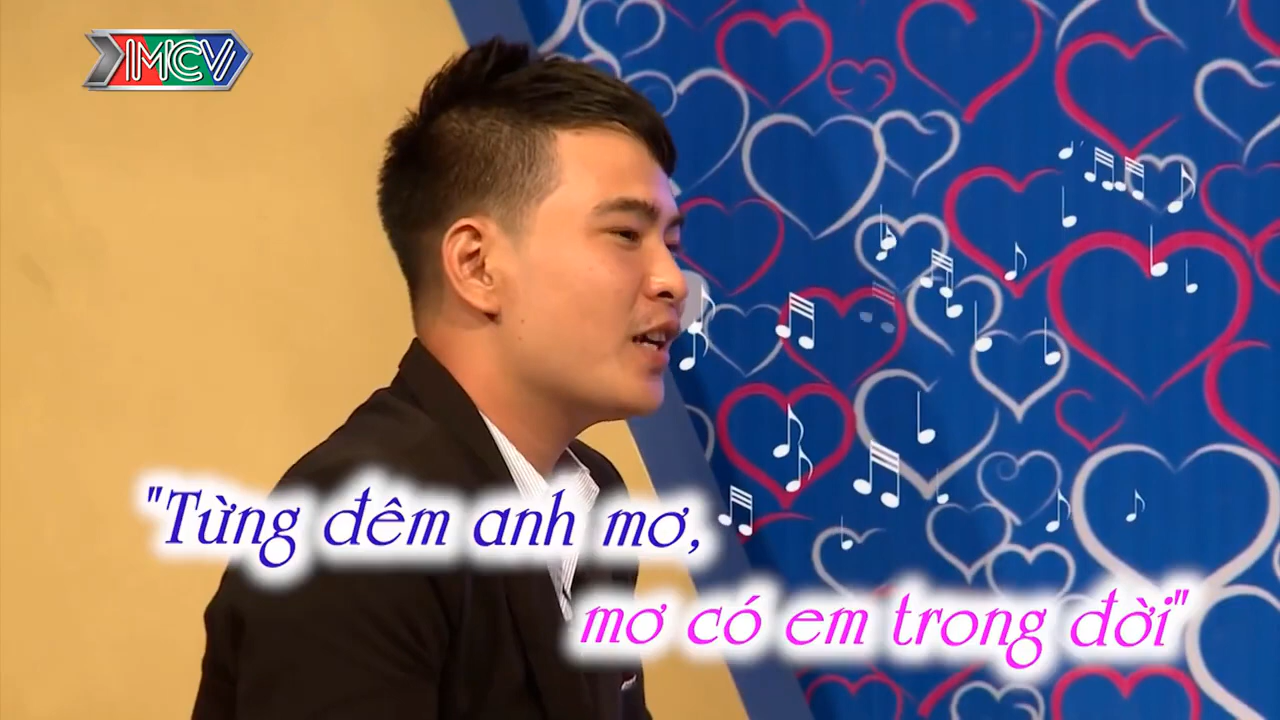 MCV
"Từng đêm anh mơ,
mơ có em trong đời"